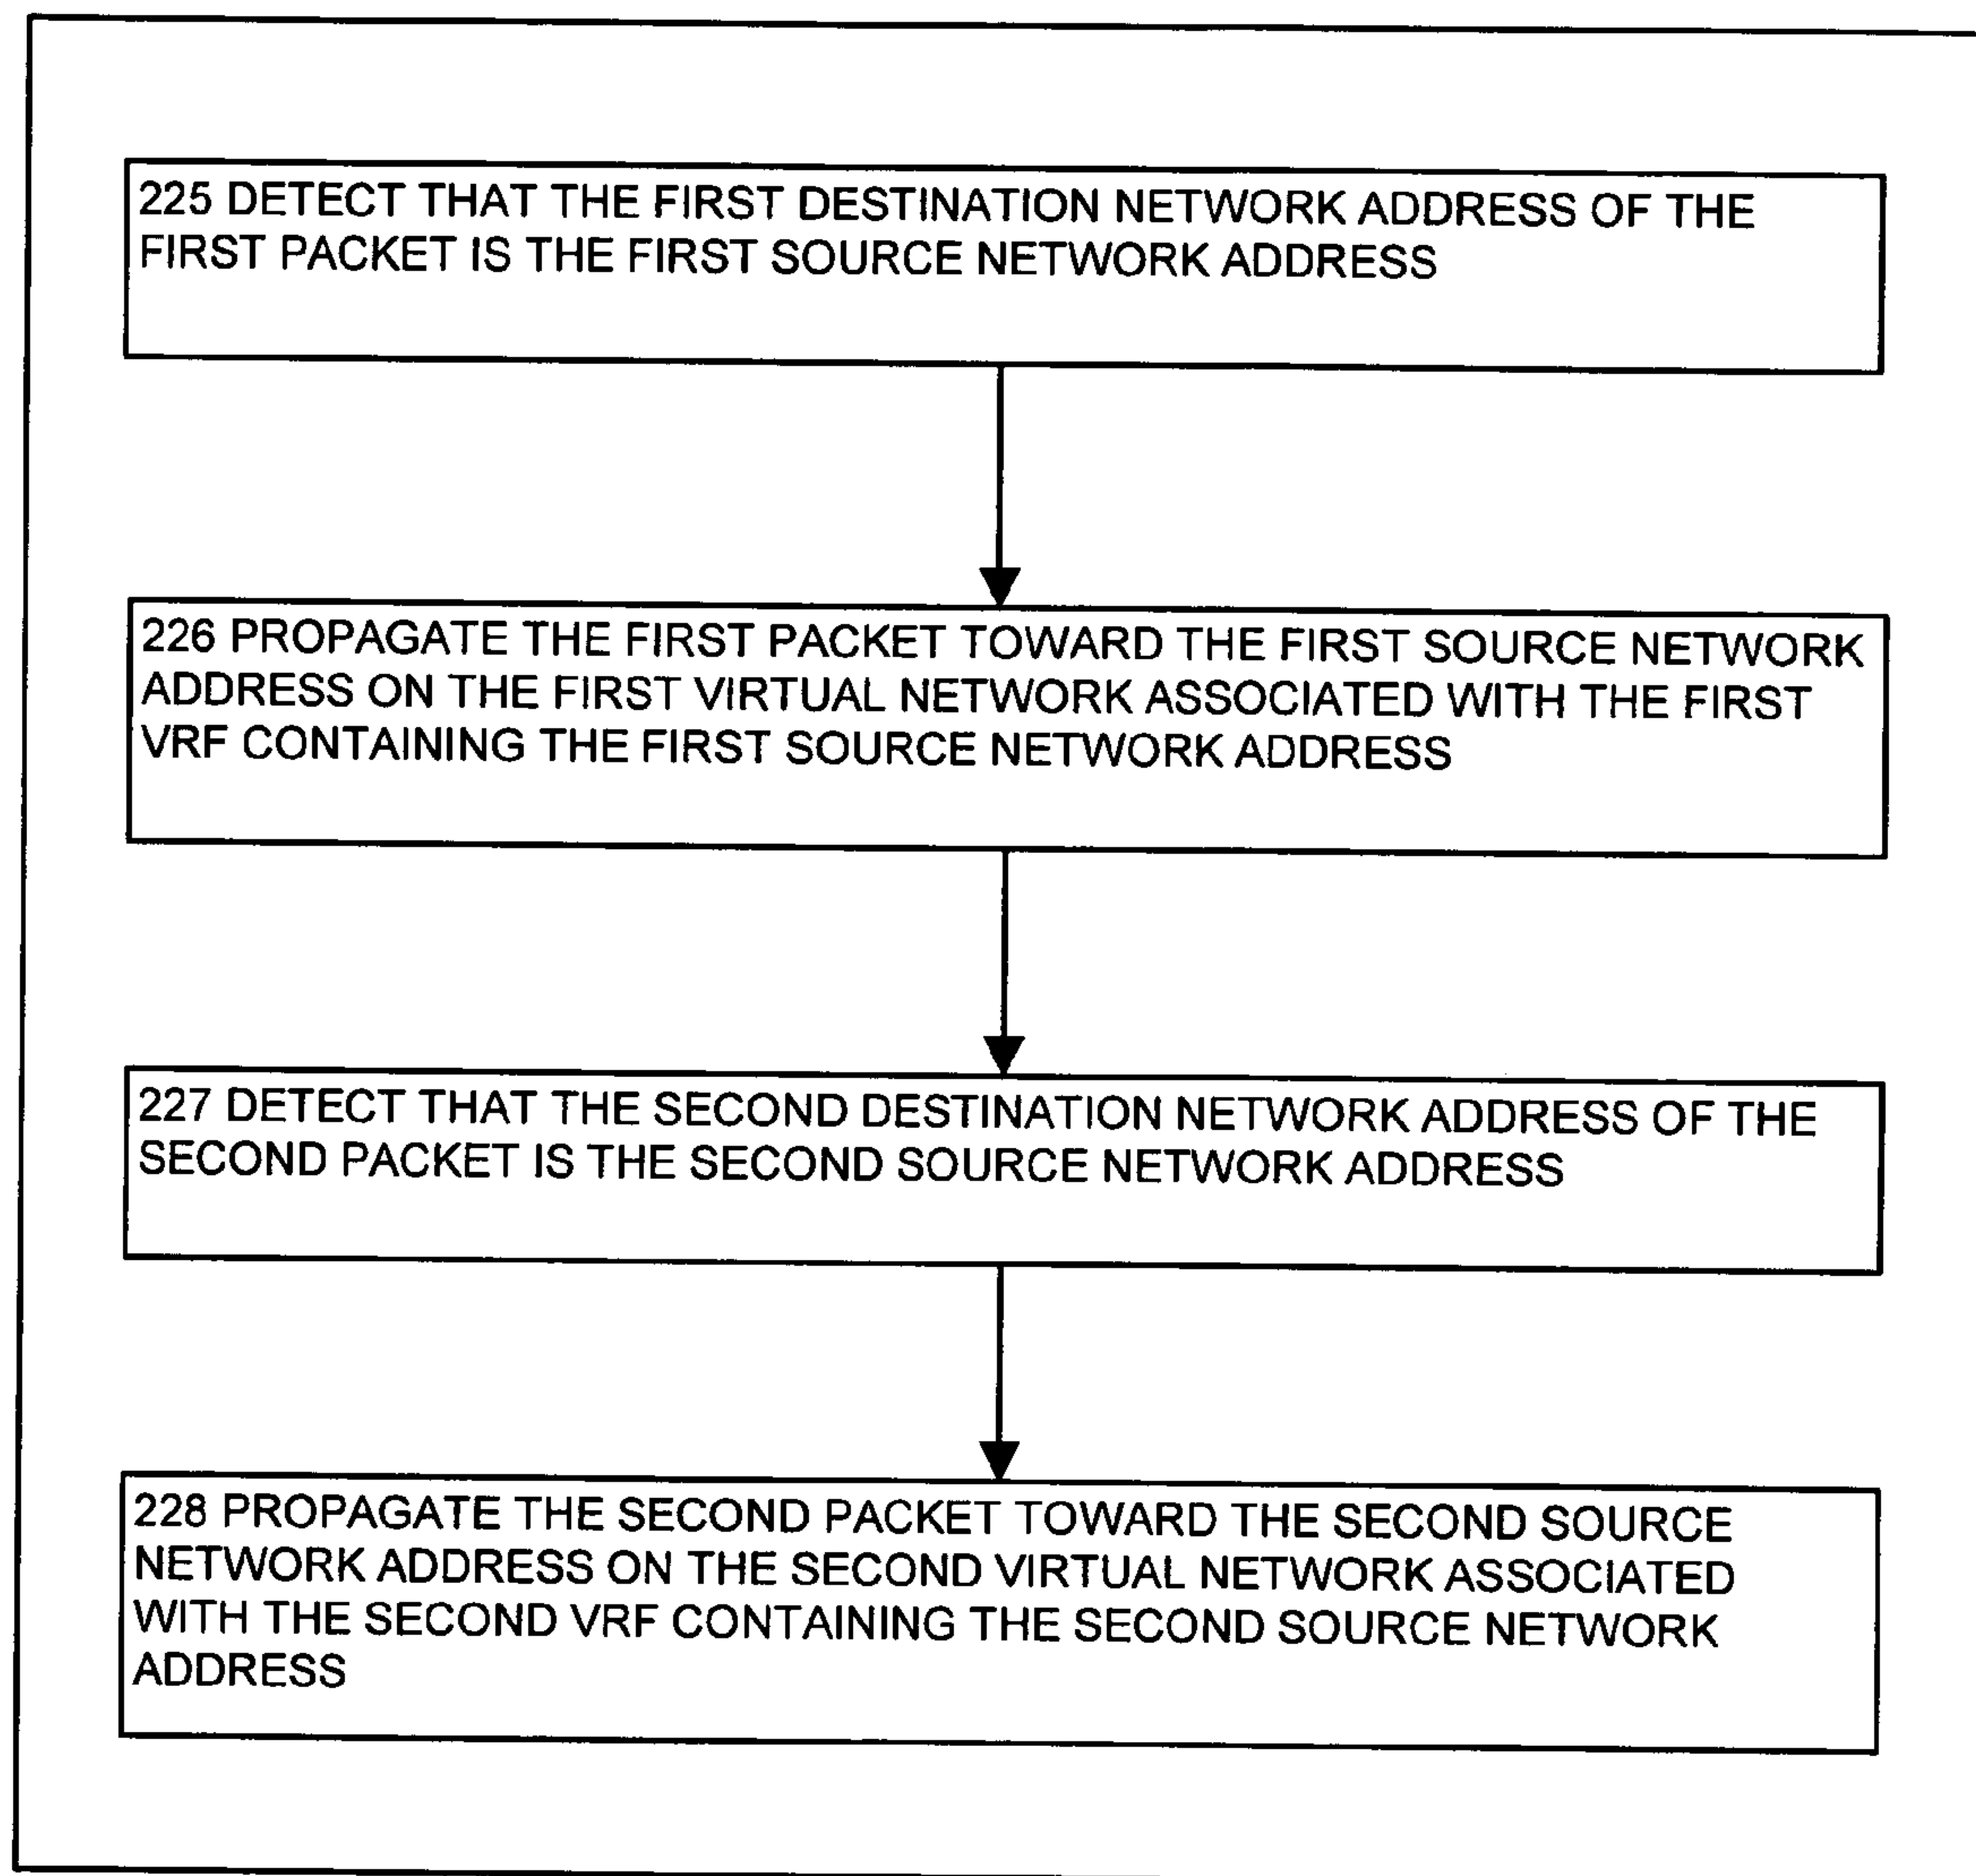 225 DETECT THAT THE FIRST DESTINATION NETWORK ADDRESS OF THE
FIRST PACKET IS THE FIRST SOURCE NETWORK ADDRESS
226 PROPAGATE THE FIRST PACKET TOWARD THE FIRST SOURCE NETWORK
ADDRESS ON THE FIRST VIRTUAL NETWORK ASSOCIATED WITH THE FIRST
VRF CONTAINING THE FIRST SOURCE NETWORK ADDRESS
227 DETECT THAT THE SECOND DESTINATION NETWORK ADDRESS OF THE
SECOND PACKET IS THE SECOND SOURCE NETWORK ADDRESS
228 PROPAGATE THE SECOND PACKET TOWARD THE SECOND SOURCE
NETWORK ADDRESS ON THE SECOND VIRTUAL NETWORK ASSOCIATED
WITH THE SECOND VRF CONTAINING THE SECOND SOURCE NETWORK
ADDRESS